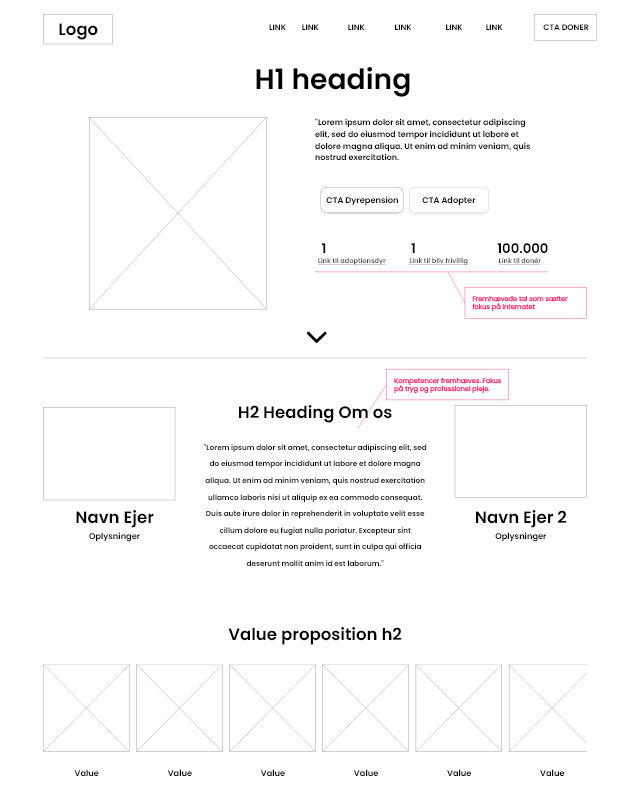 Logo
LINK LINK LINK LINK LINK LINK
CTA DONER
H1 heading
"Lorem ipsum dolor sit amet, consectetur adipiscing
elit, sed do eiusmod tempor incididunt ut labore et
dolore magna aliqua. Ut enim ad minim veniam, quis
nostrud exercitation.
CTA Dyrepension
CTA Adopter
1
Link til adoptionsdyr
1
Link til bliv frivillig
100.000
Link til donér
Fremhævede tal som sætter
fokus på internatet
Kompetencer fremhæves. Fokus
på tryg og professionel pleje.
H2 Heading Om os
"Lorem ipsum dolor sit amet, consectetur adipiscing elit, sed
do eiusmod tempor incididunt ut labore et dolore magna
aliqua. Ut enim ad minim veniam, quis nostrud exercitation
ullamco laboris nisi ut aliquip ex ea commodo consequat.
Duis aute irure dolor in reprehenderit in voluptate velit esse
cillum dolore eu fugiat nulla pariatur. Excepteur sint
occaecat cupidatat non proident, sunt in culpa qui officia
deserunt mollit anim id est laborum."
Navn Ejer
Oplysninger
Navn Ejer 2
Oplysninger
Value proposition h2
Value Value Value Value Value Value